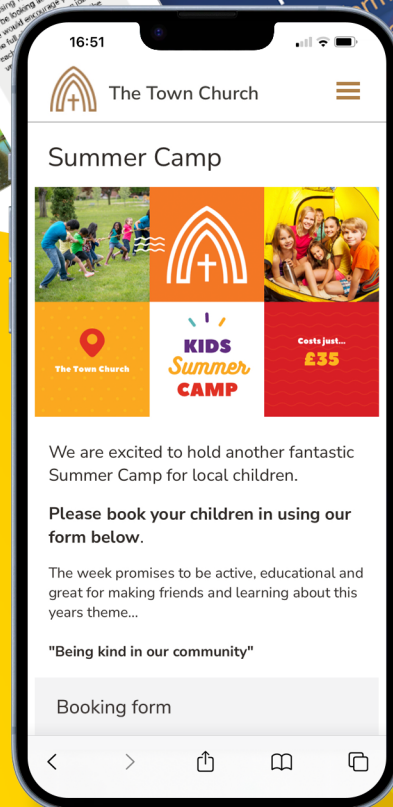 16:51
The Town Church
Summer Camp
The Town Church
KIDS
Summer
CAMP
Costs just...
£35
We are excited to hold another fantastic
Summer Camp for local children.
Please book your children in using our
form below.
The week promises to be active, educational and
great for making friends and learning about this
years theme...
"Being kind in our community"
Booking form